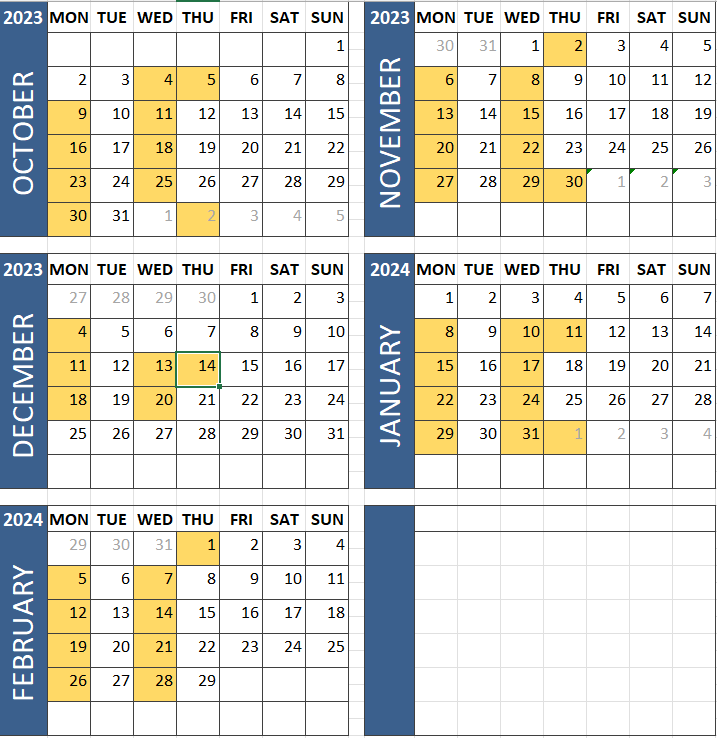 2023 MON TUE WED THU FRI SAT SUN
OCTOBER
1
2 3 4 5 6 7 8
9 10 11 12 13 14 15
16 17 18 19 20 21 22
23 24 25 26 27 28 29
30 31 1 2 3 4 5
2023 MON TUE WED THU FRI SAT SUN
NOVEMBER
30 31 1 2 3 4 5
6 7 8 9 10 11 12
13 14 15 16 17 18 19
20 21 22 23 24 25 26
27 28 29 30 1 2 3
2023 MON TUE WED THU FRI SAT SUN
DECEMBER
27 28 29 30 1 2 3
4 5 6 7 8 9 10
11 12 13 14 15 16 17
18 19 20 21 22 23 24
25 26 27 28 29 30 31
2024 MON TUE WED THU FRI SAT SUN
JANUARY
1 2 3 4 5 6 7
8 9 10 11 12 13 14
15 16 17 18 19 20 21
22 23 24 25 26 27 28
29 30 31 1 2 3 4
2024 MON TUE WED THU FRI SAT SUN
FEBRUARY
29 30 31 1 2 3 4
5 6 7 8 9 10 11
12 13 14 15 16 17 18
19 20 21 22 23 24 25
26 27 28 29